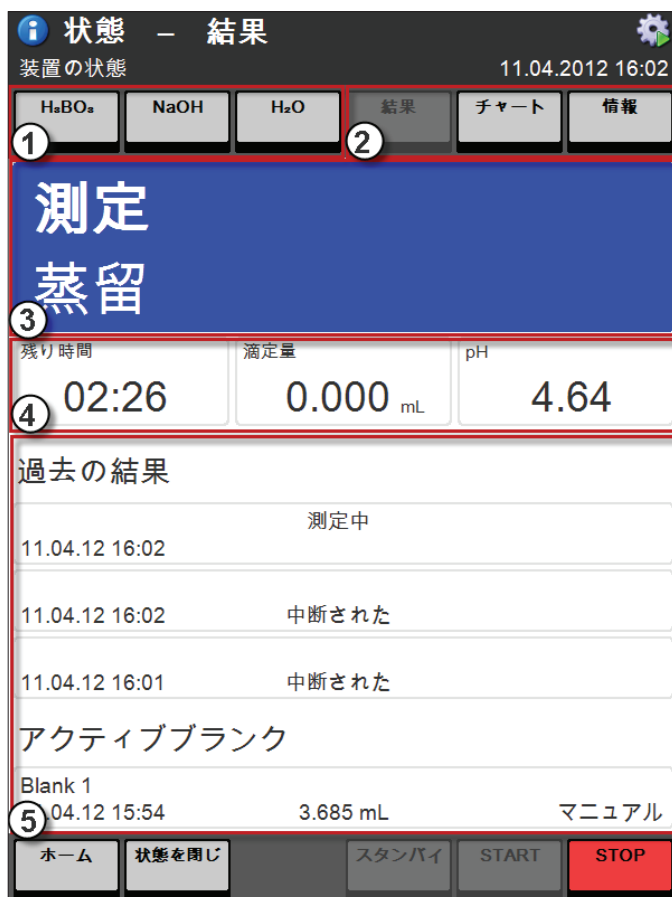 状態 – 結果
装置の状態 11.04.2012 16:02
H₃BO₃ NaOH H₂O 結果 チャート 情報
1 2
測定
蒸留
3
残り時間 滴定量 pH
02:26 0.000 mL 4.64
4
過去の結果
測定中
11.04.12 16:02
11.04.12 16:02 中断された
11.04.12 16:01 中断された
アクティブブランク
Blank 1
.04.12 15:54 3.685 mL マニュアル
5
ホーム 状態を閉じ スタンバイ START STOP